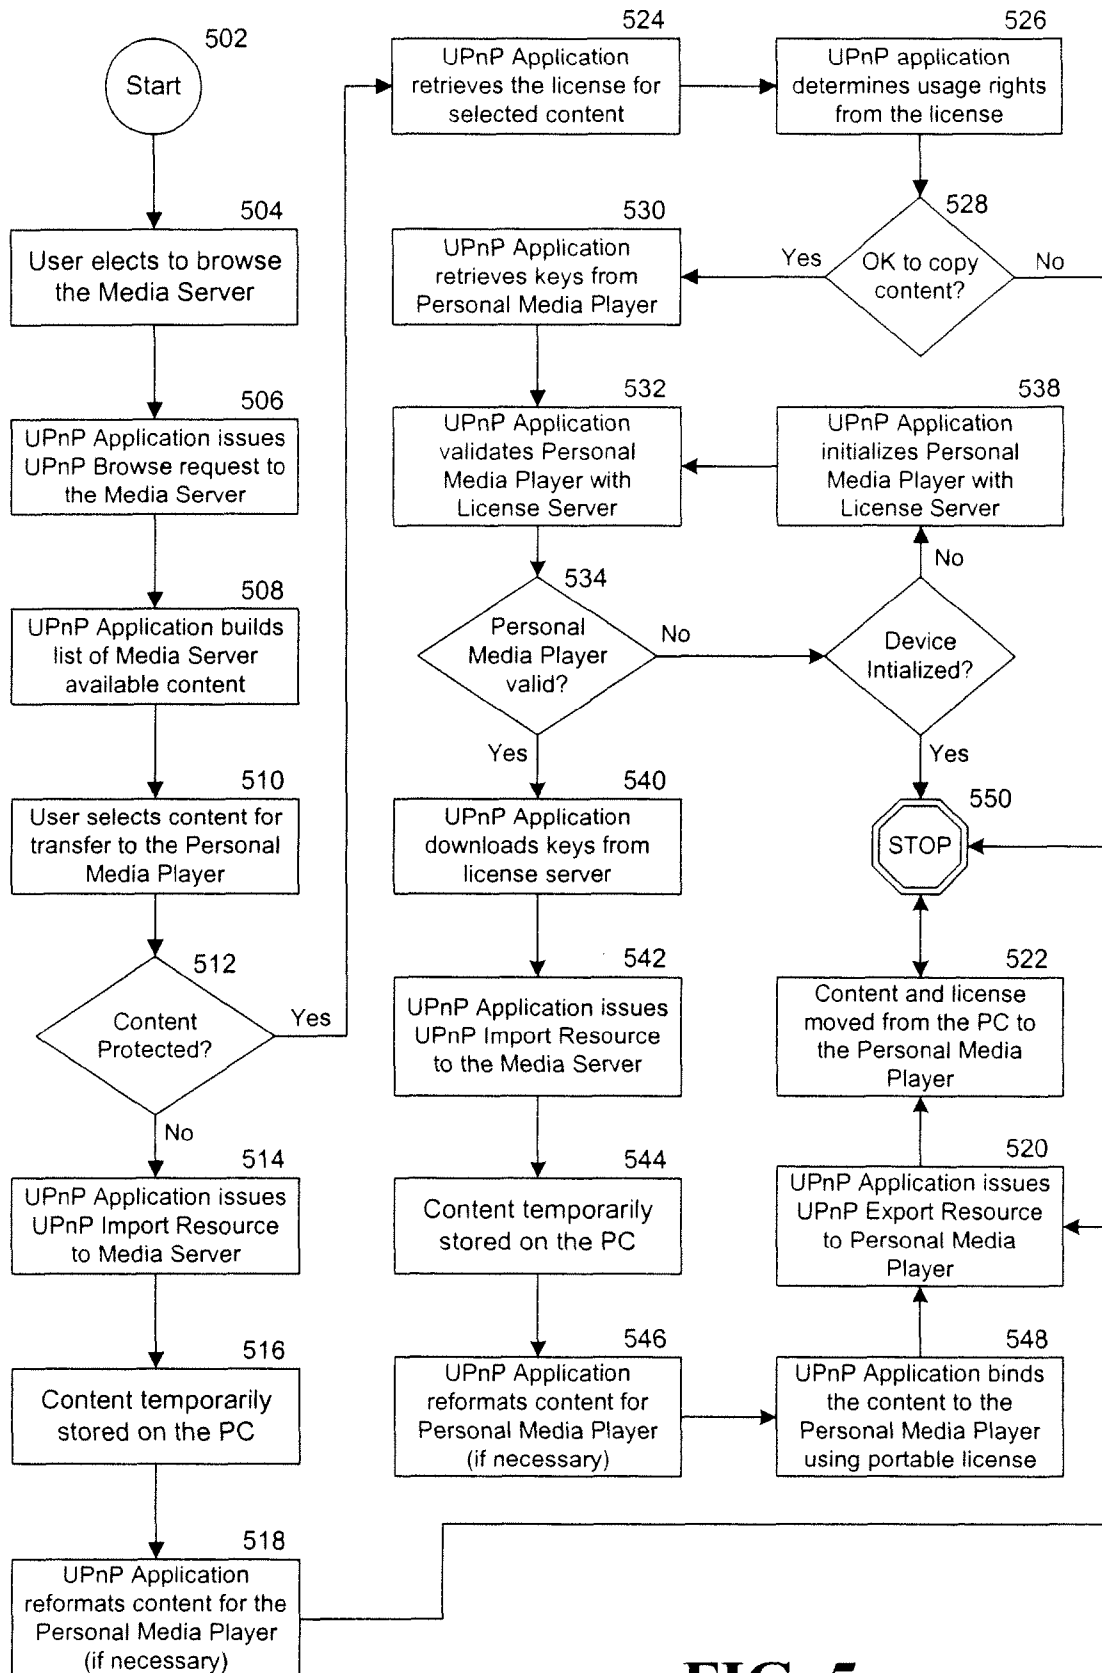 502
Start
504
User elects to browse
the Media Server
506
UPnP Application issues
UPnP Browse request to
the Media Server
508
UPnP Application builds
list of Media Server
available content
510
User selects content for
transfer to the Personal
Media Player
512
Content
Protected?
Yes
No
514
UPnP Application issues
UPnP Import Resource
to Media Server
516
Content temporarily
stored on the PC
518
UPnP Application
reformats content for the
Personal Media Player
(if necessary)
524
UPnP Application
retrieves the license for
selected content
526
UPnP application
determines usage rights
from the license
528
OK to copy
content?
Yes
No
530
UPnP Application
retrieves keys from
Personal Media Player
532
UPnP Application
validates Personal
Media Player with
License Server
538
UPnP Application
initializes Personal
Media Player with
License Server
534
Personal
Media Player
valid?
No
Yes
Device
Intialized?
No
Yes
540
UPnP Application
downloads keys from
license server
550
STOP
542
UPnP Application issues
UPnP Import Resource
to the Media Server
522
Content and license
moved from the PC to
the Personal Media
Player
544
Content temporarily
stored on the PC
520
UPnP Application issues
UPnP Export Resource
to Personal Media
Player
546
UPnP Application
reformats content for
Personal Media Player
(if necessary)
548
UPnP Application binds
the content to the
Personal Media Player
using portable license
FIG. 5